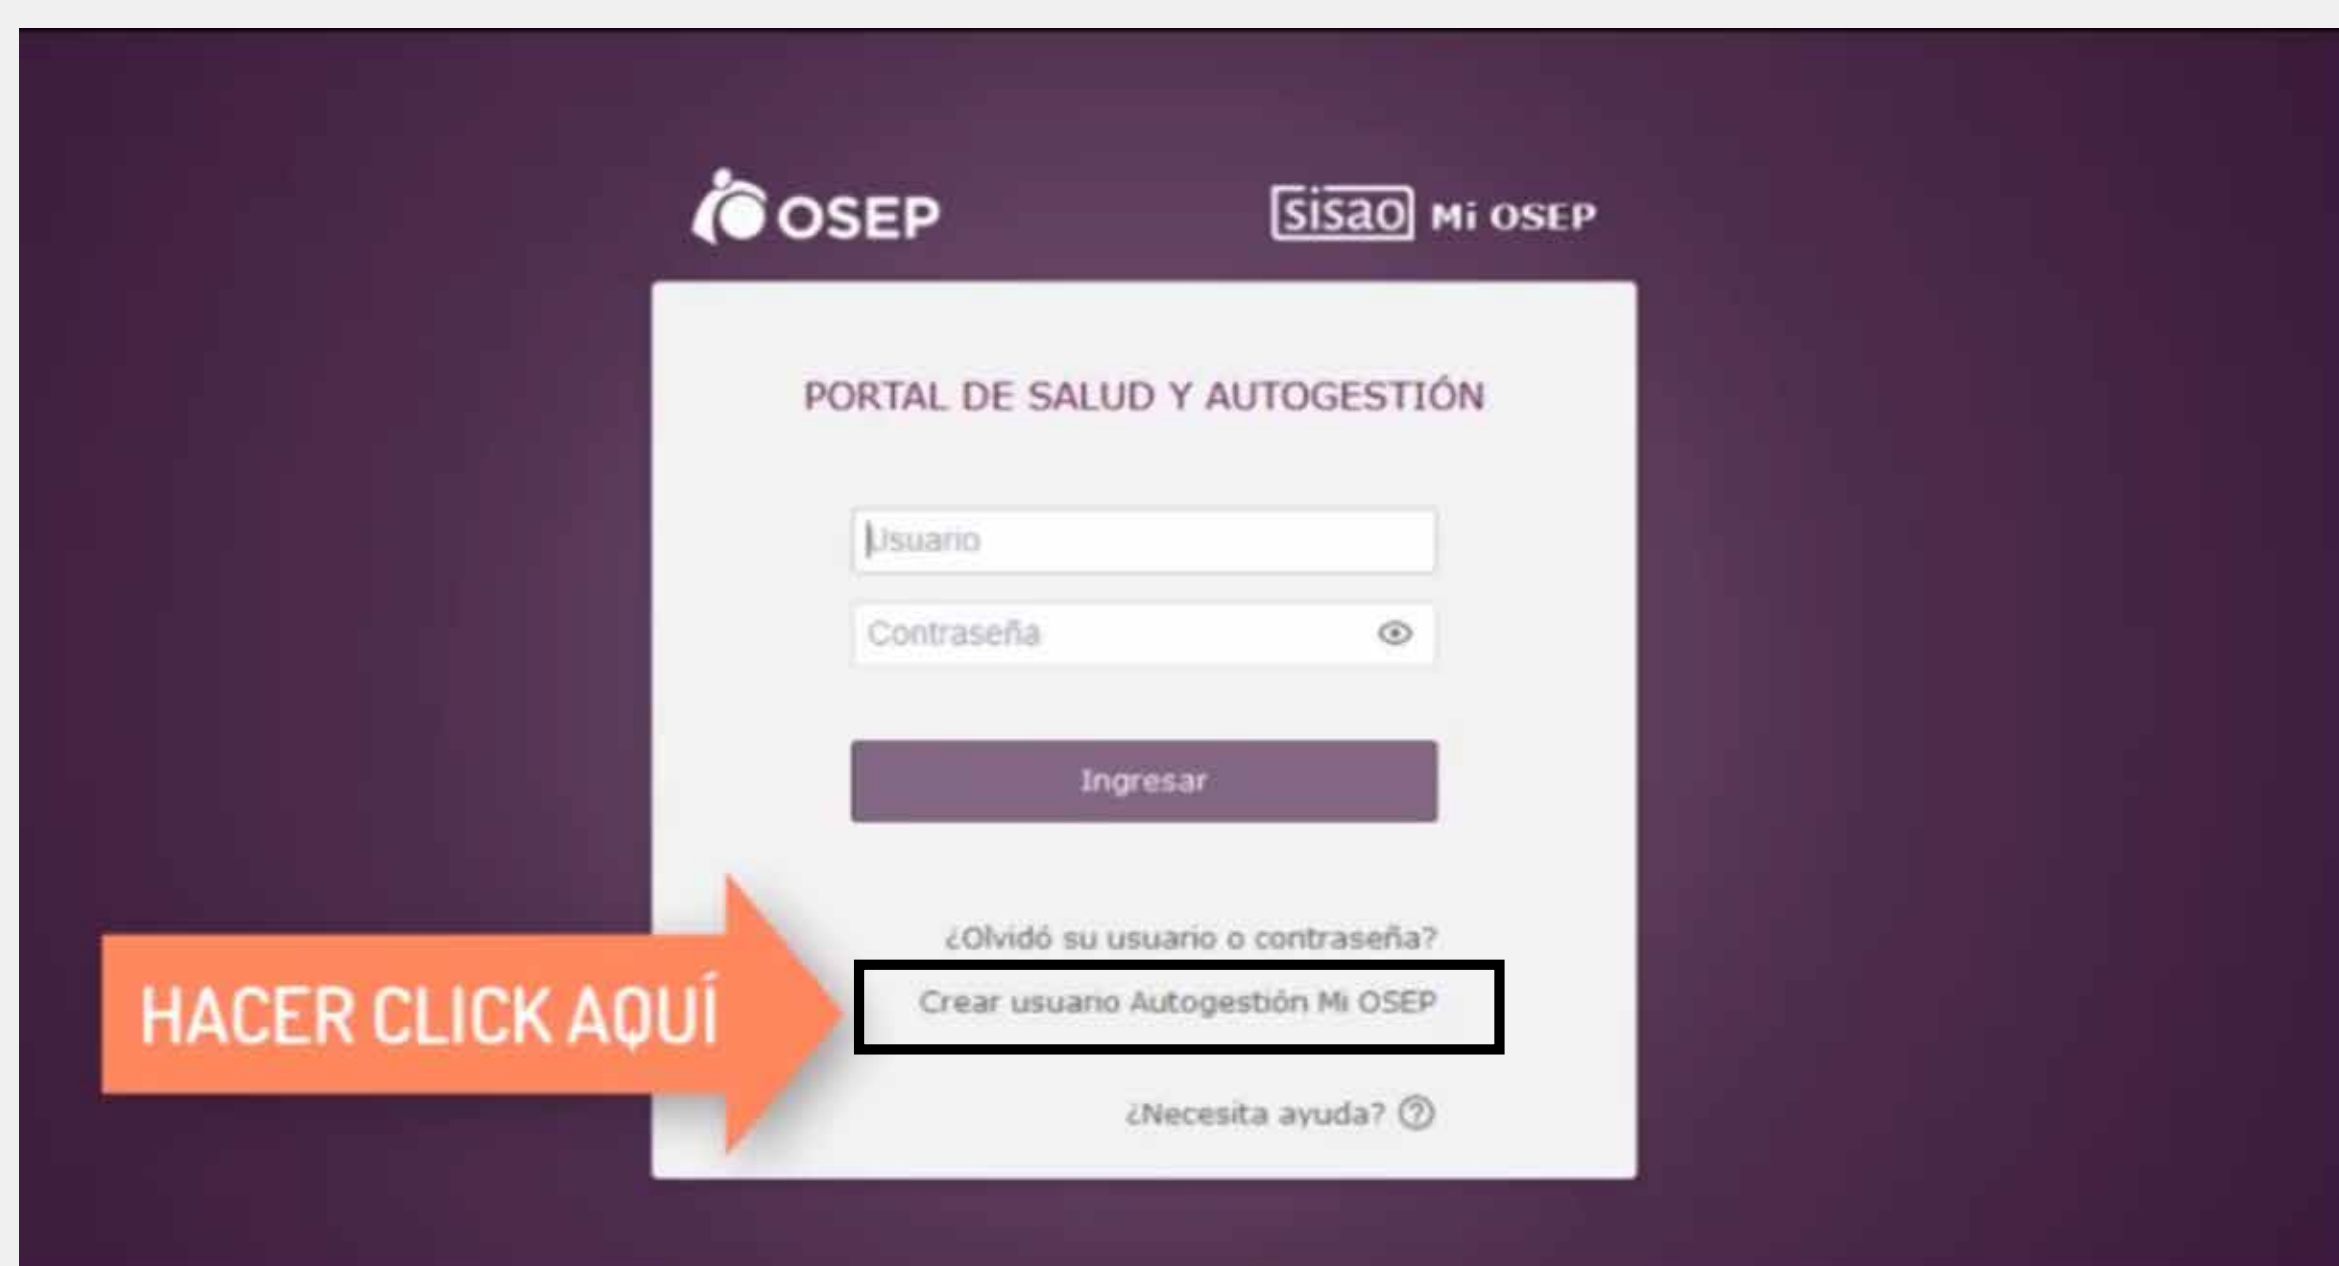 OSEP
sisao Mi OSEP
PORTAL DE SALUD Y AUTOGESTIÓN
Usuario
Contraseña
Ingresar
¿Olvidó su usuario o contraseña?
HACER CLICK AQUÍ
Crear usuario Autogestión Mi OSEP
¿Necesita ayuda? ?